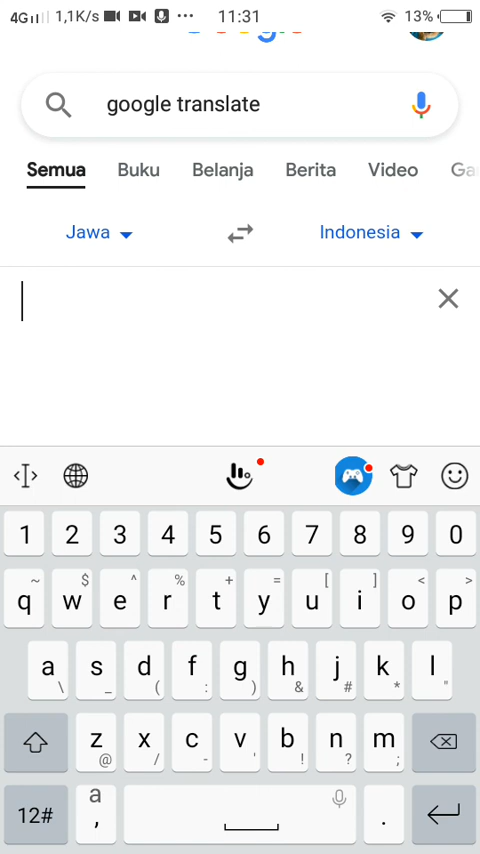 4G 1,1K/s ... 11:31 13%
google translate
Semua Buku Belanja Berita Video Ga
Jawa Indonesia
1 2 3 4 5 6 7 8 9 0
~ $ ^ % + = [ ] < >
q w e r t y u i o p
a s d f g h j k l
\ _ ( : ) & # * "
z x c v b n m
@ / - ' ! ? ;
12# a , .